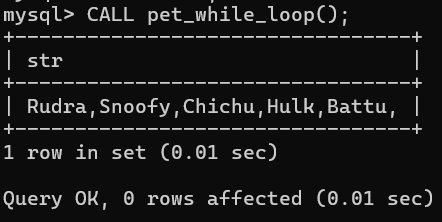 mysql> CALL pet_while_loop();
+--------------------------------+
| str                            |
+--------------------------------+
| Rudra,Snoofy,Chichu,Hulk,Battu, |
+--------------------------------+
1 row in set (0.01 sec)
Query OK, 0 rows affected (0.01 sec)